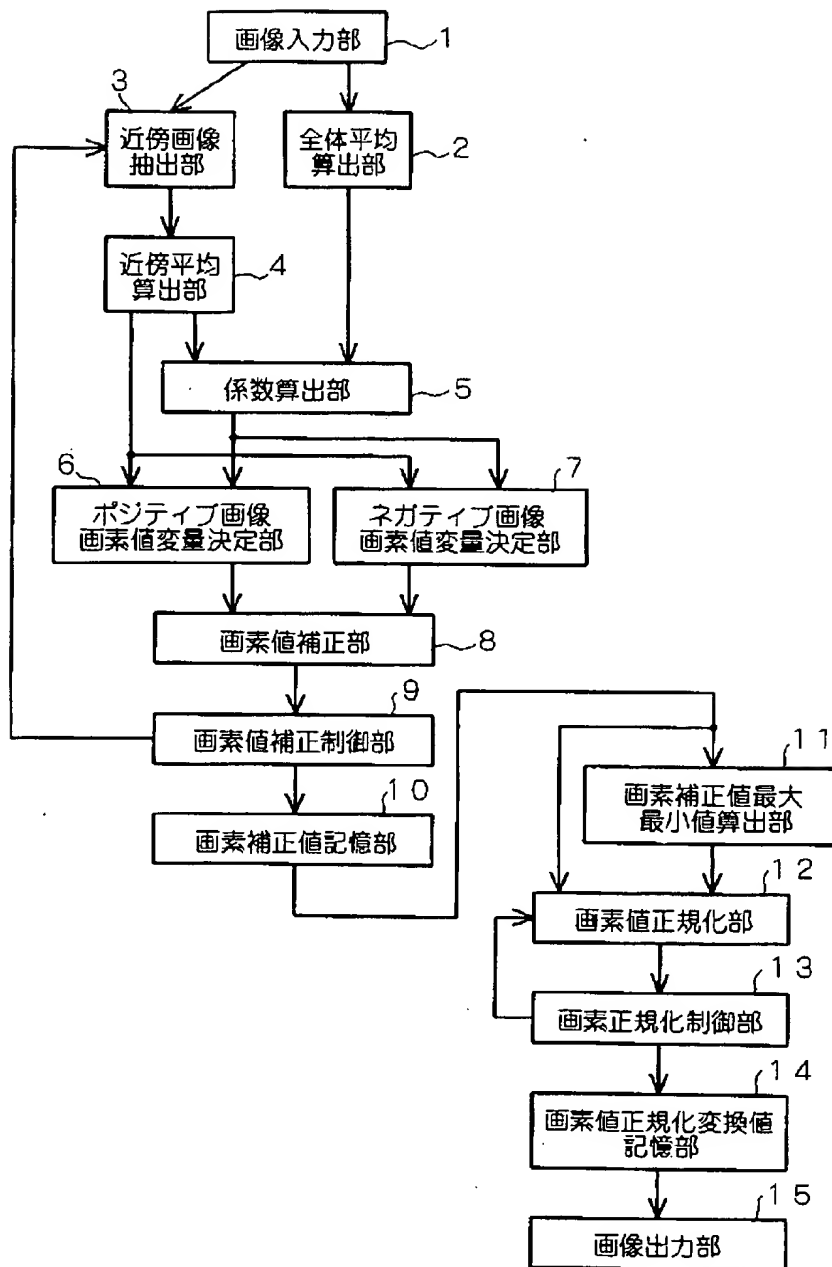 画像入力部
1
3
近傍画像
抽出部
全体平均
算出部
2
近傍平均
算出部
4
係数算出部
5
6
ポジティブ画像
画素値変量決定部
7
ネガティブ画像
画素値変量決定部
画素値補正部
8
9
画素値補正制御部
10
画素補正値記憶部
11
画素補正値最大
最小値算出部
12
画素値正規化部
13
画素正規化制御部
14
画素値正規化変換値
記憶部
15
画像出力部